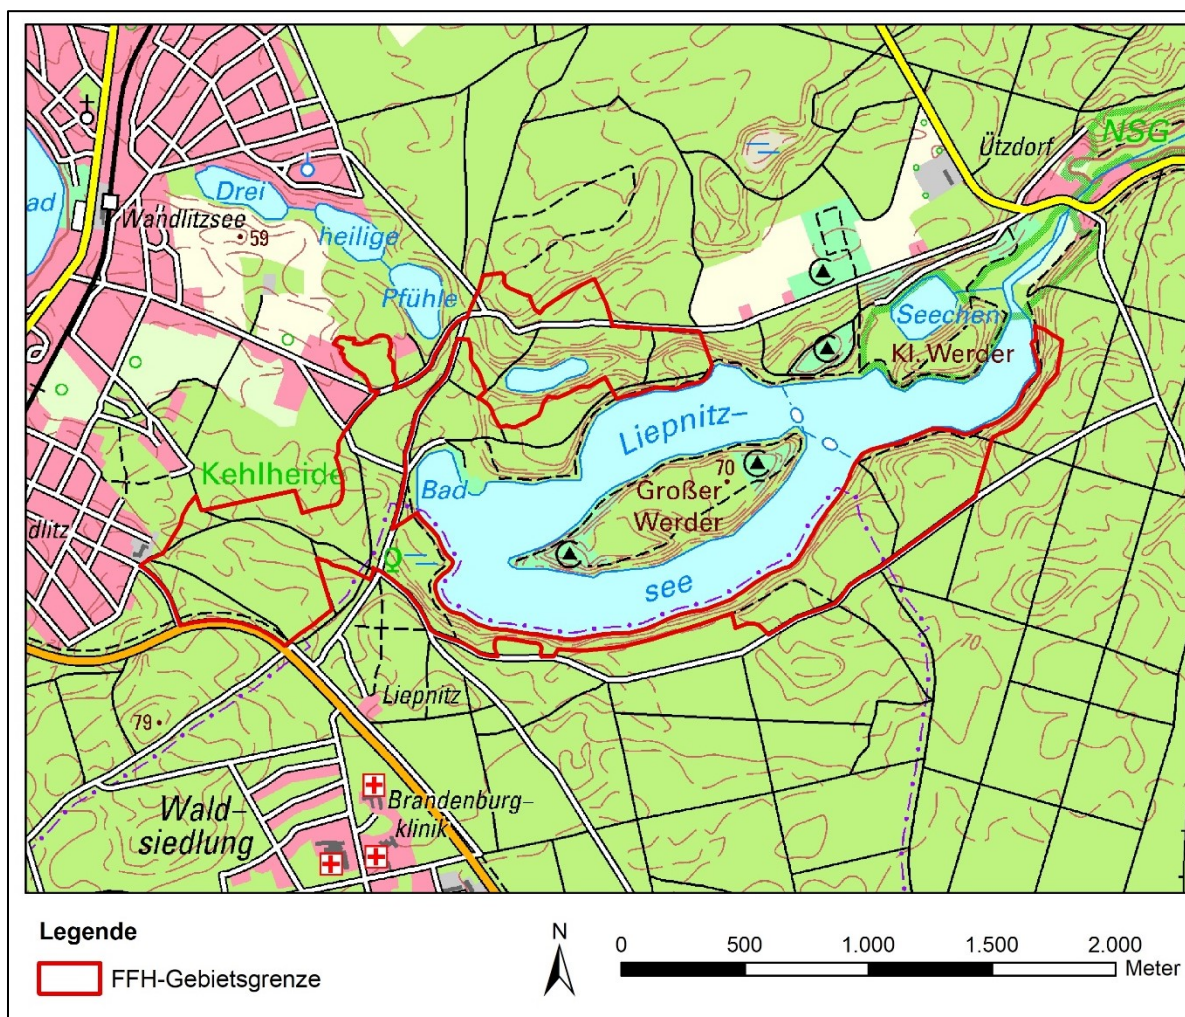 NSG
Ützdorf
Drei
ad
Wandlitzsee
59
heilige
Pfühle
Seechen
Kl. Werder
Liepnitz–
Kehlheide
Bad
70
Großer
Werder
dlitz
see
70
Liepnitz
79
Wald–
siedlung
Brandenburg–
klinik
Legende
FFH-Gebietsgrenze
N
0 500 1.000 1.500 2.000
Meter